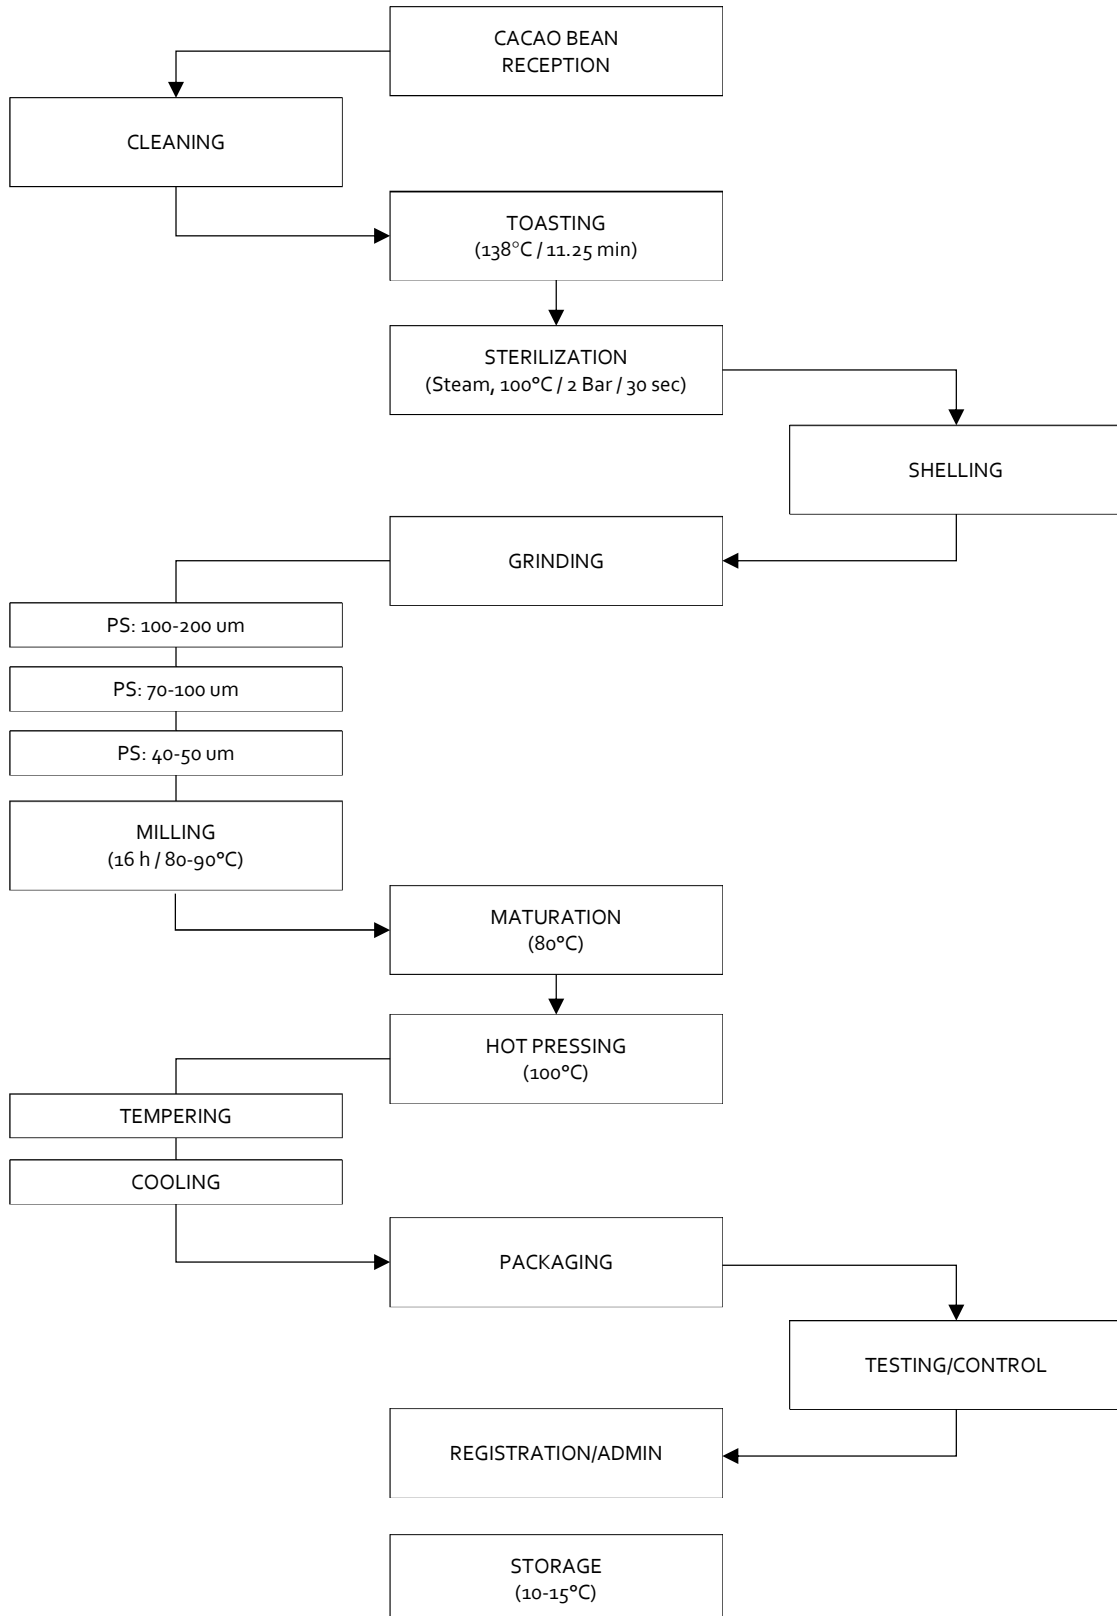 CACAO BEAN
RECEPTION
CLEANING
TOASTING
(138°C / 11.25 min)
STERILIZATION
(Steam, 100°C / 2 Bar / 30 sec)
SHELLING
GRINDING
PS: 100-200 um
PS: 70-100 um
PS: 40-50 um
MILLING
(16 h / 80-90°C)
MATURATION
(80°C)
HOT PRESSING
(100°C)
TEMPERING
COOLING
PACKAGING
TESTING/CONTROL
REGISTRATION/ADMIN
STORAGE
(10-15°C)